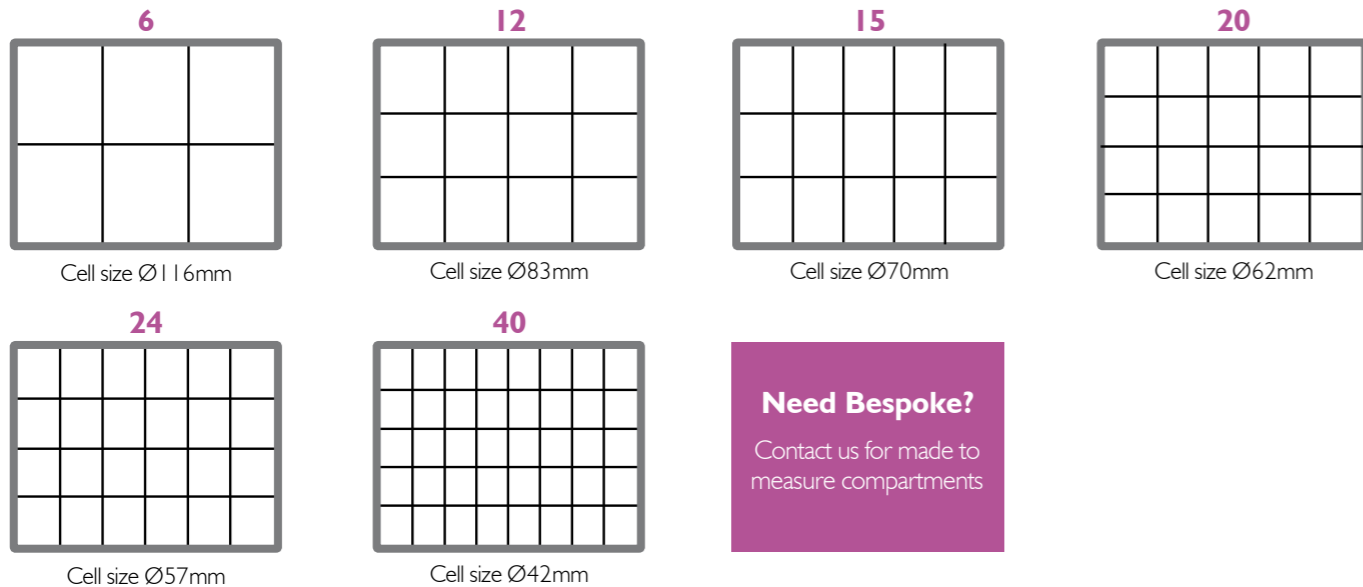 6
12
15
20
Cell size Ø116mm
Cell size Ø83mm
Cell size Ø70mm
Cell size Ø62mm
24
40
Need Bespoke?
Contact us for made to
measure compartments
Cell size Ø57mm
Cell size Ø42mm